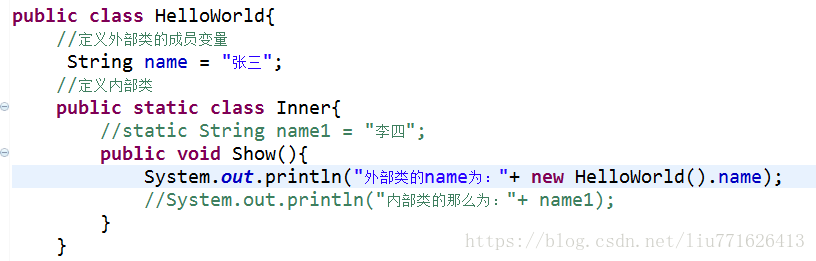 public class HelloWorld{
//定义外部类的成员变量
String name = "张三";
//定义内部类
public static class Inner{
//static String name1 = "李四";
public void Show(){
System.out.println("外部类的name为："+ new HelloWorld().name);
//System.out.println("内部类的那么为："+ name1);
}
}
https://blog.csdn.net/liu771626413